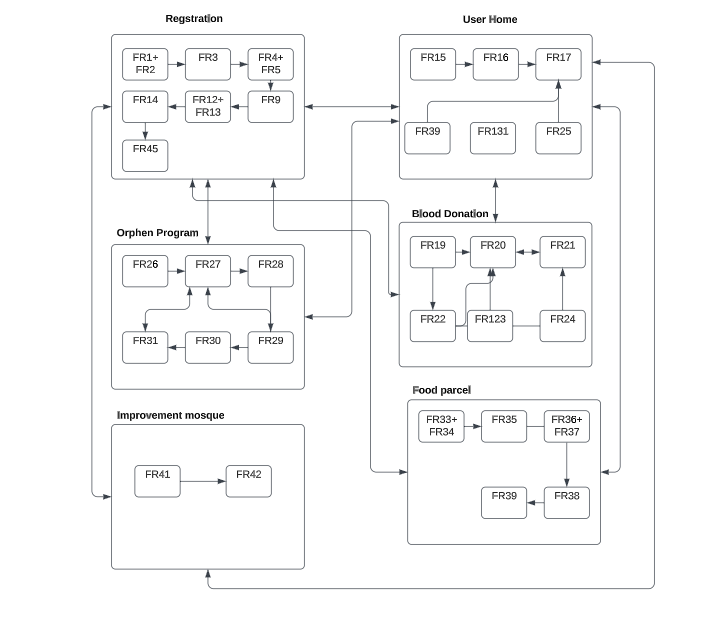 Regstration
FR1+
FR2
FR3
FR4+
FR5
FR14
FR12+
FR13
FR9
FR45
User Home
FR15
FR16
FR17
FR39
FR131
FR25
Orphen Program
FR26
FR27
FR28
FR31
FR30
FR29
Blood Donation
FR19
FR20
FR21
FR22
FR123
FR24
Improvement mosque
FR41
FR42
Food parcel
FR33+
FR34
FR35
FR36+
FR37
FR39
FR38